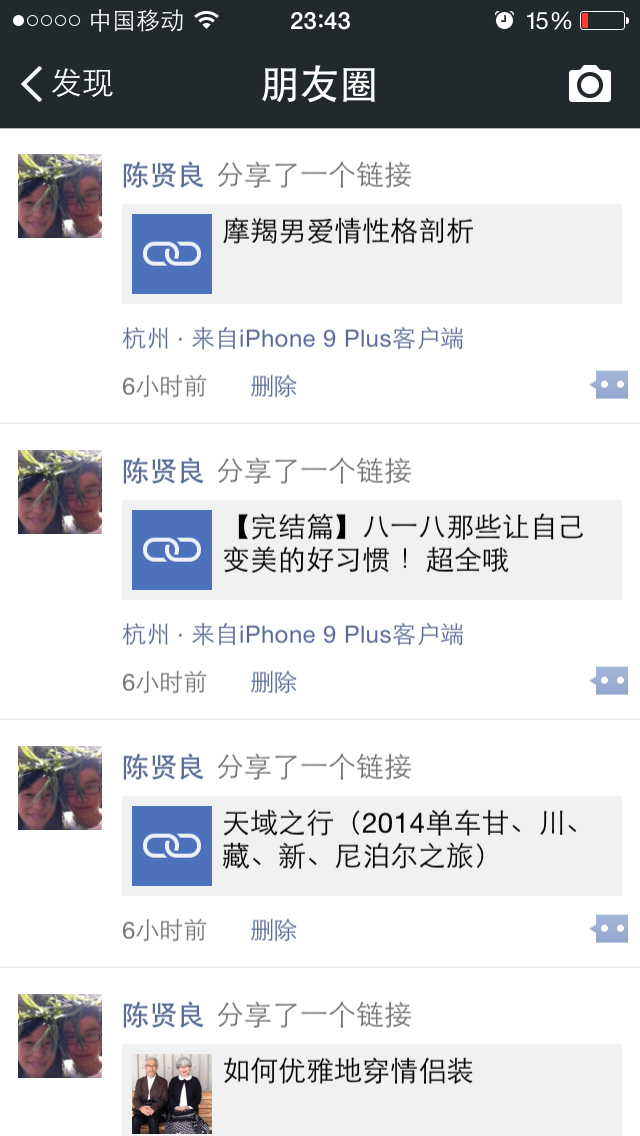 中国移动 23:43 15%
发现 朋友圈
陈贤良 分享了一个链接
摩羯男爱情性格剖析
杭州 · 来自iPhone 9 Plus客户端
6小时前 删除
陈贤良 分享了一个链接
【完结篇】八一八那些让自己
变美的好习惯！超全哦
杭州 · 来自iPhone 9 Plus客户端
6小时前 删除
陈贤良 分享了一个链接
天域之行（2014单车甘、川、
藏、新、尼泊尔之旅）
6小时前 删除
陈贤良 分享了一个链接
如何优雅地穿情侣装